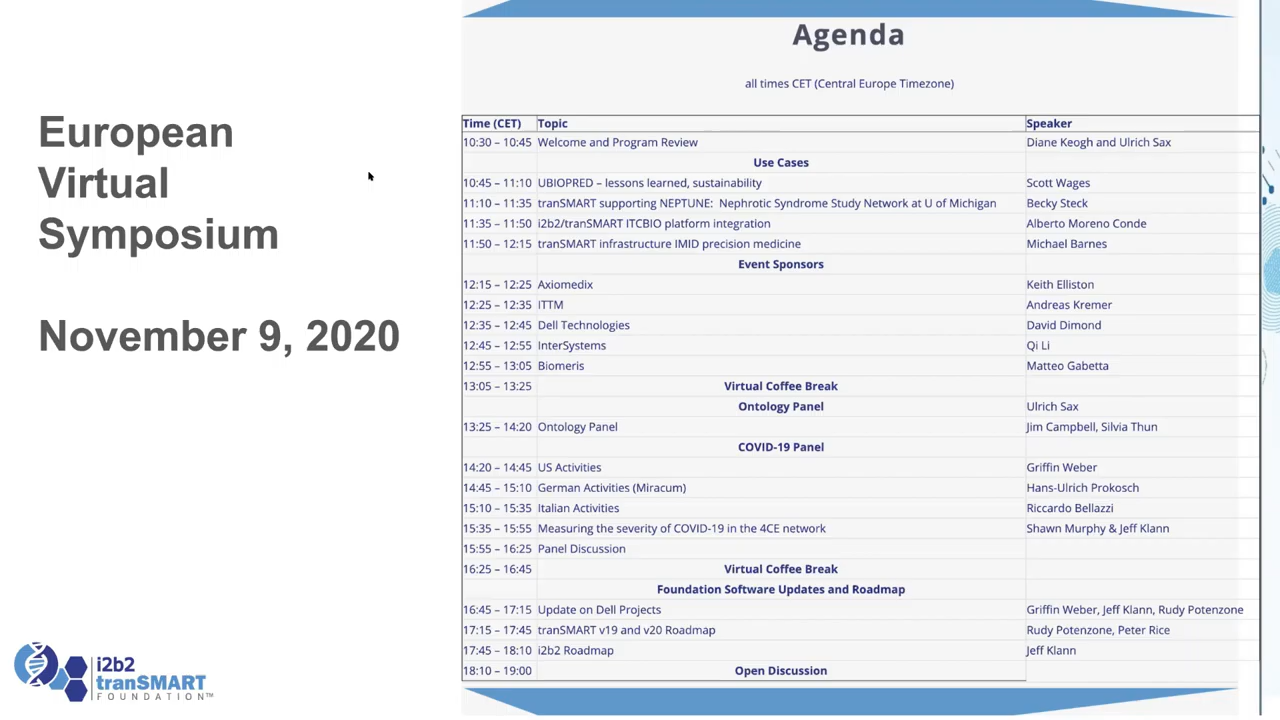 European
Virtual
Symposium
November 9, 2020
Agenda
all times CET (Central Europe Timezone)
Time (CET) Topic Speaker
10:30 – 10:45 Welcome and Program Review Diane Keogh and Ulrich Sax
Use Cases
10:45 – 11:10 UBIOPRED – lessons learned, sustainability Scott Wages
11:10 – 11:35 tranSMART supporting NEPTUNE: Nephrotic Syndrome Study Network at U of Michigan Becky Steck
11:35 – 11:50 i2b2/tranSMART ITCBIO platform integration Alberto Moreno Conde
11:50 – 12:15 tranSMART infrastructure IMID precision medicine Michael Barnes
Event Sponsors
12:15 – 12:25 Axiomedix Keith Elliston
12:25 – 12:35 ITTM Andreas Kremer
12:35 – 12:45 Dell Technologies David Dimond
12:45 – 12:55 InterSystems Qi Li
12:55 – 13:05 Biomeris Matteo Gabetta
13:05 – 13:25 Virtual Coffee Break
Ontology Panel Ulrich Sax
13:25 – 14:20 Ontology Panel Jim Campbell, Silvia Thun
COVID-19 Panel
14:20 – 14:45 US Activities Griffin Weber
14:45 – 15:10 German Activities (Miracum) Hans-Ulrich Prokosch
15:10 – 15:35 Italian Activities Riccardo Bellazzi
15:35 – 15:55 Measuring the severity of COVID-19 in the 4CE network Shawn Murphy & Jeff Klann
15:55 – 16:25 Panel Discussion
16:25 – 16:45 Virtual Coffee Break
Foundation Software Updates and Roadmap
16:45 – 17:15 Update on Dell Projects Griffin Weber, Jeff Klann, Rudy Potenzone
17:15 – 17:45 tranSMART v19 and v20 Roadmap Rudy Potenzone, Peter Rice
17:45 – 18:10 i2b2 Roadmap Jeff Klann
18:10 – 19:00 Open Discussion
i2b2
tranSMART
FOUNDATION™